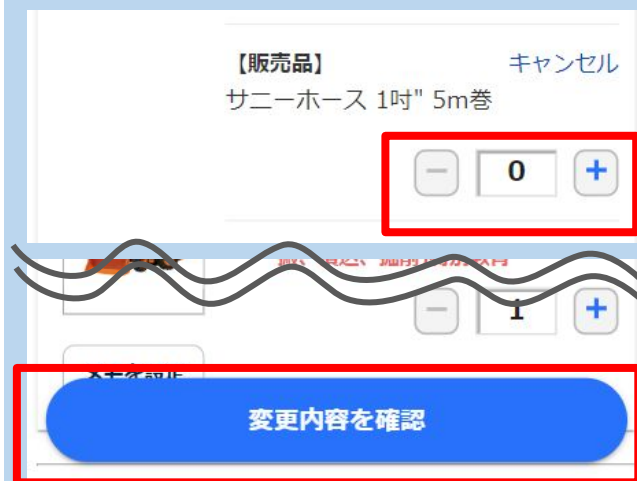 【販売品】 キャンセル
サニーホース 1吋" 5m巻
− 0 +
− 1 +
変更内容を確認